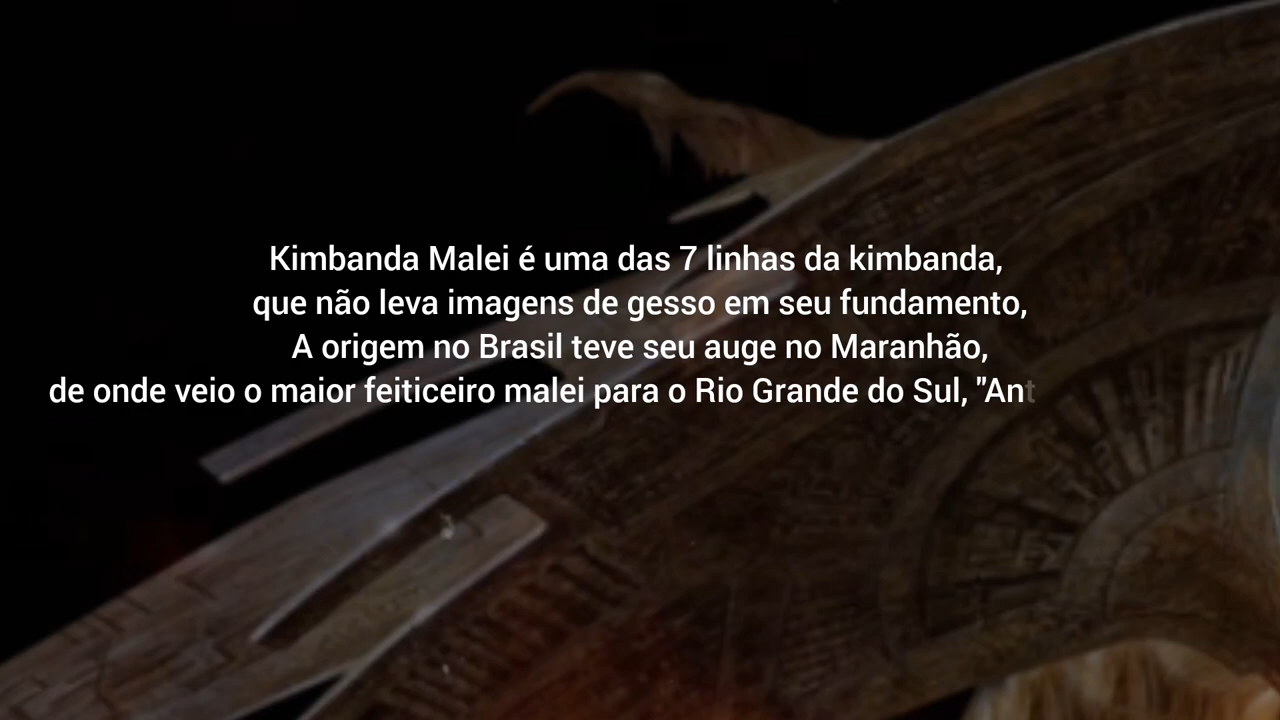 Kimbanda Malei é uma das 7 linhas da kimbanda,
que não leva imagens de gesso em seu fundamento,
A origem no Brasil teve seu auge no Maranhão,
de onde veio o maior feiticeiro malei para o Rio Grande do Sul, "Ant